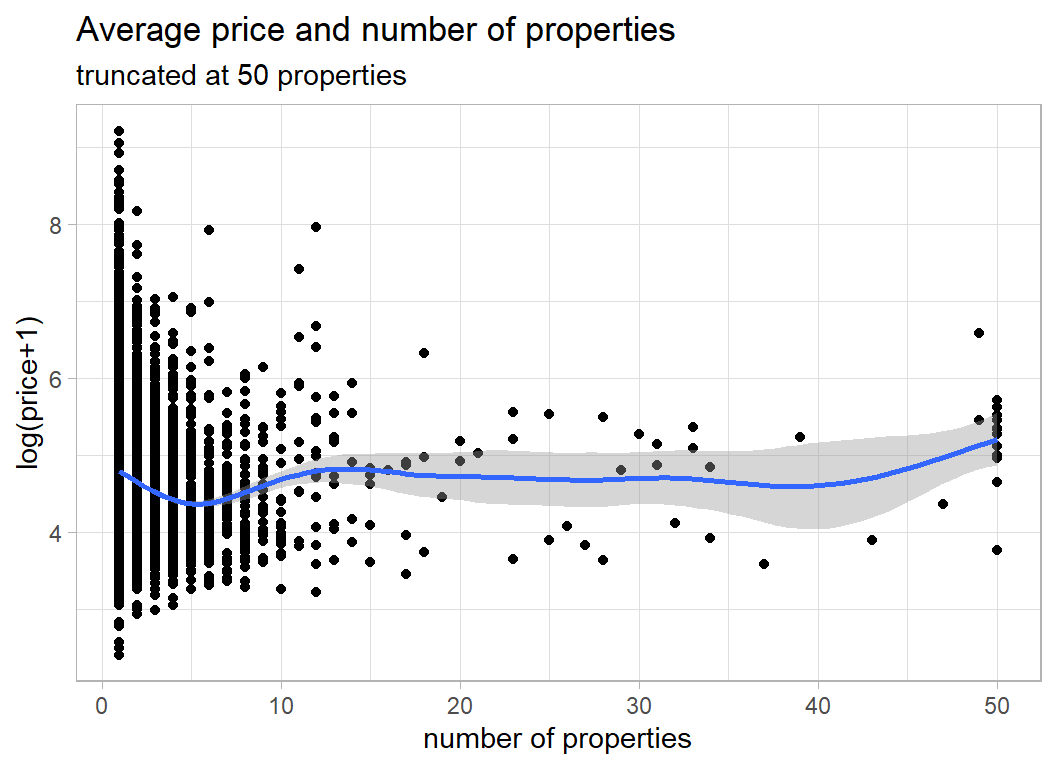 Average price and number of properties
truncated at 50 properties
log(price+1)
8
6
4
0 10 20 30 40 50
number of properties